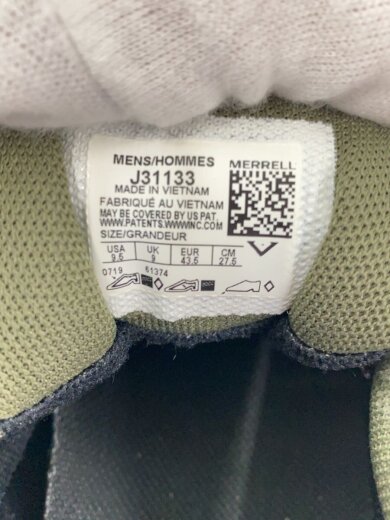 MENS/HOMMES
MERRELL
J31133
MADE IN VIETNAM
FABRIQUÉ AU VIETNAM
MAY BE COVERED BY US PAT.
WWW.PATENTS.WWWINC.COM
SIZE/GRANDEUR
USA UK EUR CM
9.5 9 43.5 27.5
0719 61374